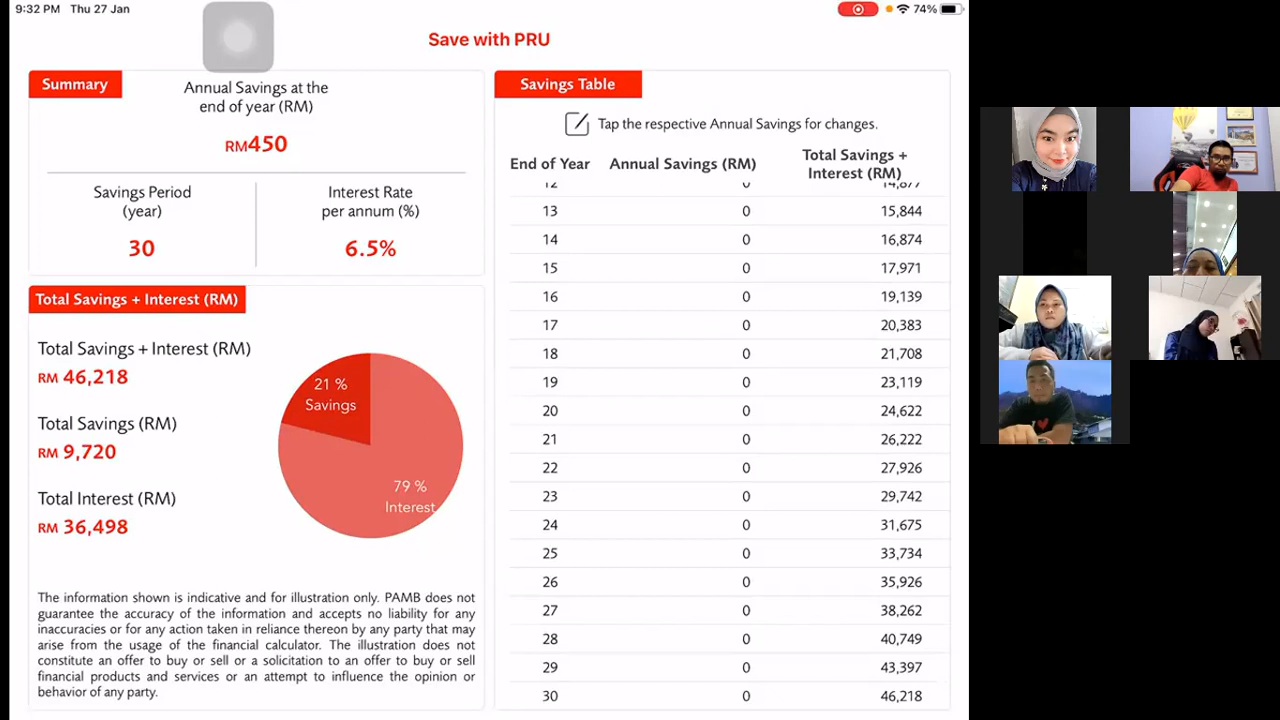 9:32 PM Thu 27 Jan
74%
Save with PRU
Summary
Annual Savings at the
end of year (RM)
RM450
Savings Period
(year)
30
Interest Rate
per annum (%)
6.5%
Total Savings + Interest (RM)
Total Savings + Interest (RM)
RM 46,218
Total Savings (RM)
RM 9,720
Total Interest (RM)
RM 36,498
21 %
Savings
79 %
Interest
The information shown is indicative and for illustration only. PAMB does not
guarantee the accuracy of the information and accepts no liability for any
inaccuracies or for any action taken in reliance thereon by any party that may
arise from the usage of the financial calculator. The illustration does not
constitute an offer to buy or sell or a solicitation to an offer to buy or sell
financial products and services or an attempt to influence the opinion or
behavior of any party.
Savings Table
Tap the respective Annual Savings for changes.
End of Year Annual Savings (RM) Total Savings +
Interest (RM)
12 0 14,877
13 0 15,844
14 0 16,874
15 0 17,971
16 0 19,139
17 0 20,383
18 0 21,708
19 0 23,119
20 0 24,622
21 0 26,222
22 0 27,926
23 0 29,742
24 0 31,675
25 0 33,734
26 0 35,926
27 0 38,262
28 0 40,749
29 0 43,397
30 0 46,218